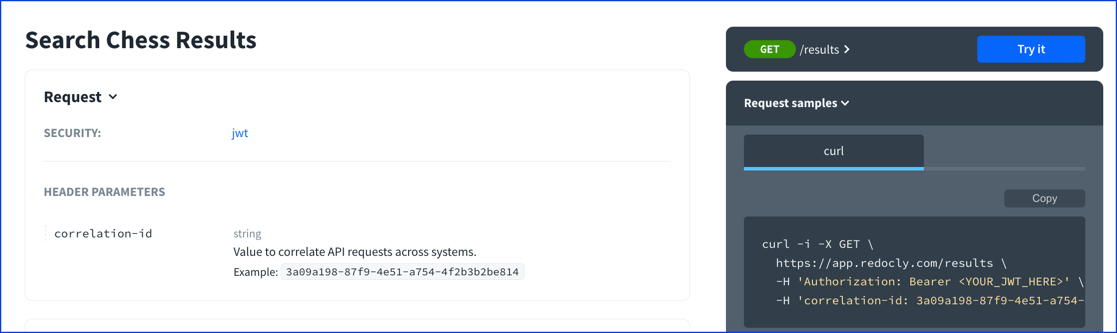 Search Chess Results
Request
SECURITY: jwt
HEADER PARAMETERS
correlation-id string
Value to correlate API requests across systems.
Example: 3a09a198-87f9-4e51-a754-4f2b3b2be814
GET /results Try it
Request samples
curl
Copy
curl -i -X GET \
https://app.redocly.com/results \
-H 'Authorization: Bearer <YOUR_JWT_HERE>' \
-H 'correlation-id: 3a09a198-87f9-4e51-a754-